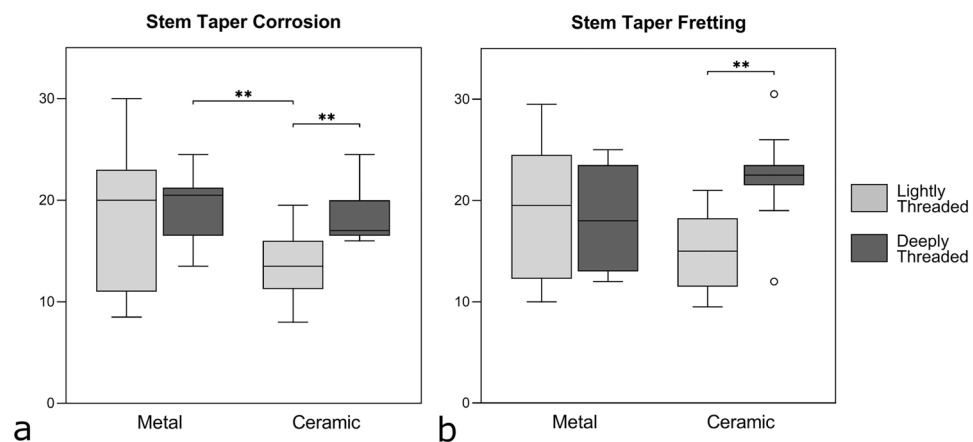 Stem Taper Corrosion
30
20
10
0
**
**
Metal
Ceramic
a
Stem Taper Fretting
30
20
10
0
**
Metal
Ceramic
b
Lightly
Threaded
Deeply
Threaded